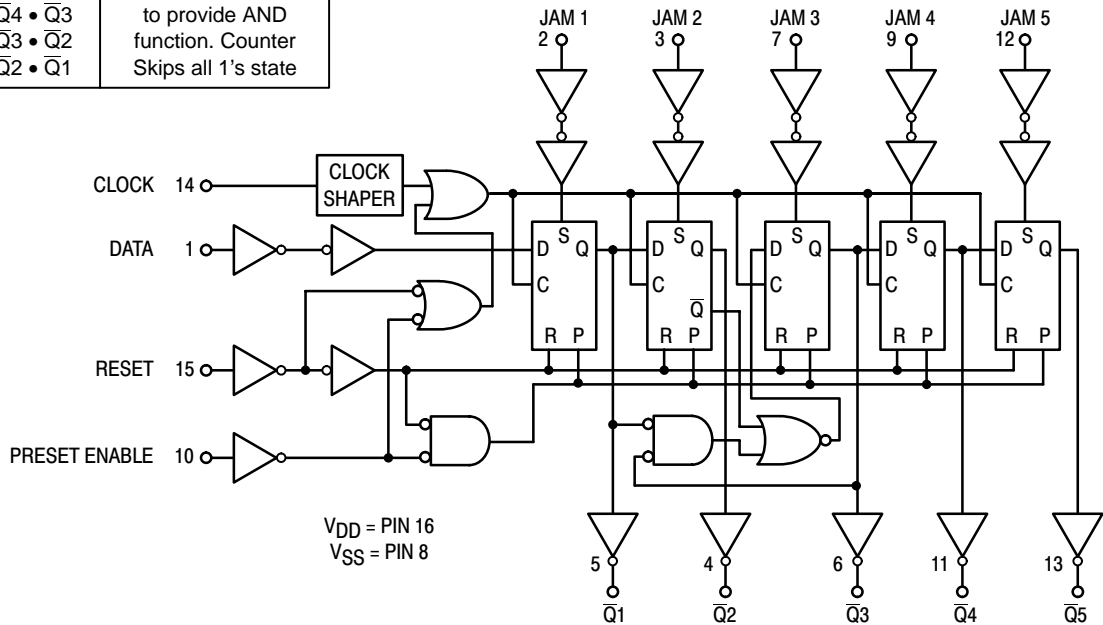 Q̅4 • Q̅3
Q̅3 • Q̅2
Q̅2 • Q̅1
to provide AND
function. Counter
Skips all 1's state
JAM 1
JAM 2
JAM 3
JAM 4
JAM 5
2
3
7
9
12
CLOCK 14
CLOCK
SHAPER
DATA 1
RESET 15
PRESET ENABLE 10
S
D Q
C
R P
S
D Q
C
Q̅
R P
S
D Q
C
R P
S
D Q
C
R P
S
D Q
C
R P
VDD = PIN 16
VSS = PIN 8
5
4
6
11
13
Q̅1
Q̅2
Q̅3
Q̅4
Q̅5